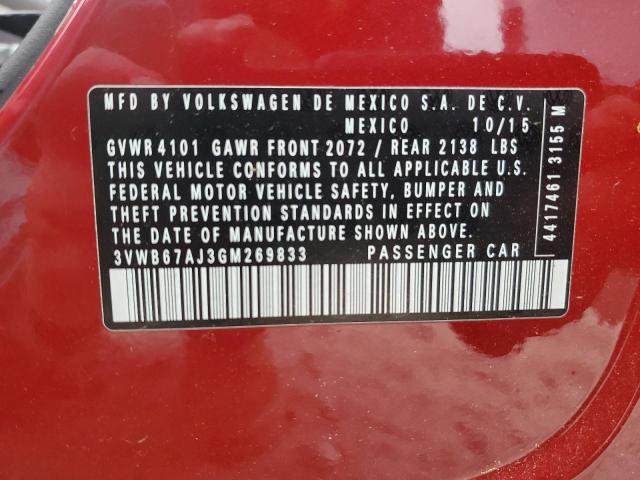 MFD BY VOLKSWAGEN DE MEXICO S.A. DE C.V.
MEXICO 10/15
GVWR 4101 GAWR FRONT 2072 / REAR 2138 LBS
THIS VEHICLE CONFORMS TO ALL APPLICABLE U.S.
FEDERAL MOTOR VEHICLE SAFETY, BUMPER AND
THEFT PREVENTION STANDARDS IN EFFECT ON
THE DATE OF MANUFACTURE SHOWN ABOVE.
3VWB67AJ3GM269833 PASSENGER CAR
4417461 3155 M